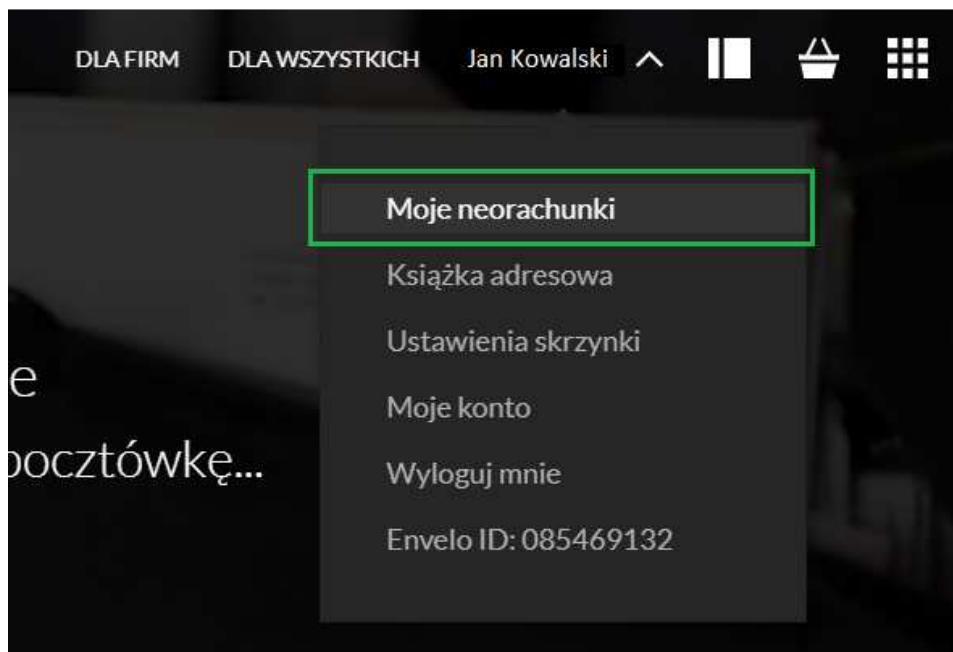 DLA FIRM DLA WSZYSTKICH Jan Kowalski
Moje neorachunki
Książka adresowa
Ustawienia skrzynki
e
Moje konto
pocztówkę...
Wyloguj mnie
Envelo ID: 085469132